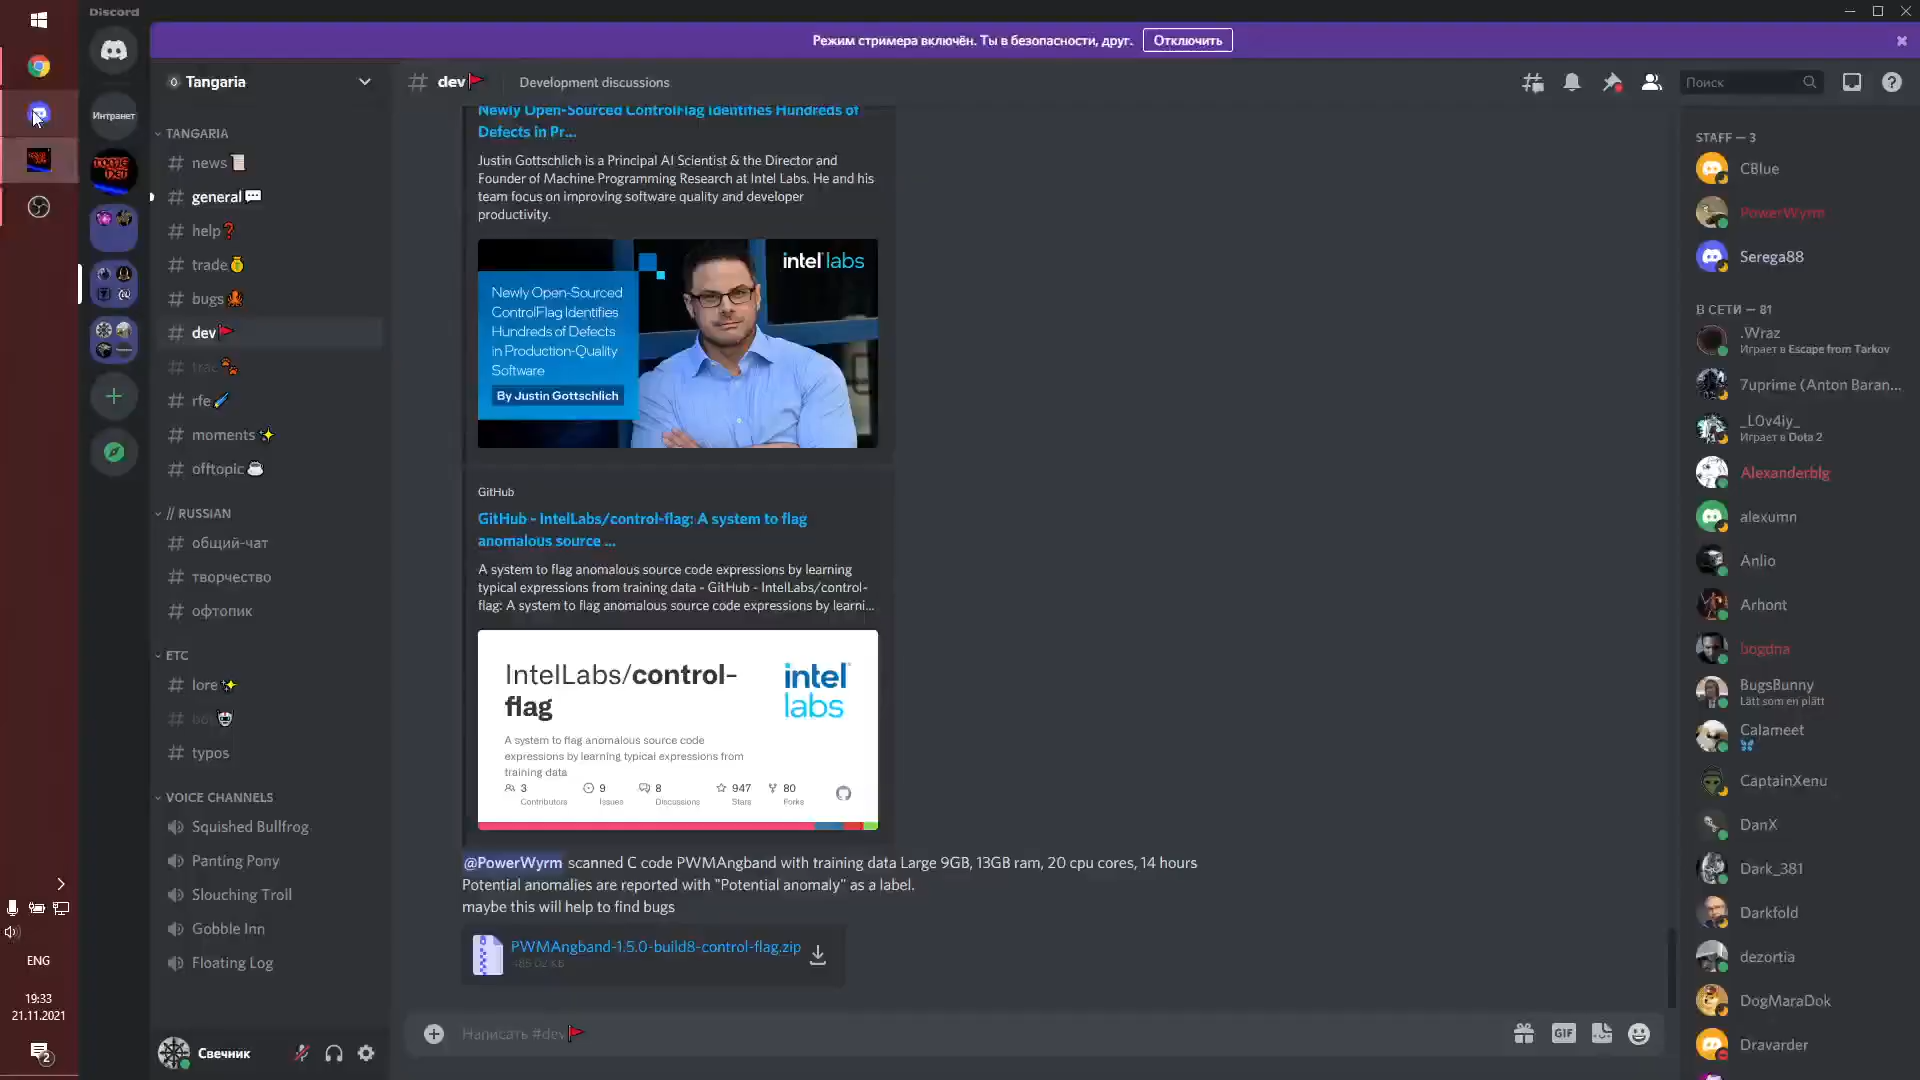 Discord
Режим стримера включён. Ты в безопасности, друг.
Отключить
Интранет
Tangaria
TANGARIA
news
general
help
trade
bugs
dev
rfe
moments
offtopic
// RUSSIAN
общий-чат
творчество
офтопик
ETC
lore
typos
VOICE CHANNELS
Squished Bullfrog
Panting Pony
Slouching Troll
Gobble Inn
Floating Log
Свечник
ENG
19:33
21.11.2021
2
dev
Development discussions
Поиск
Newly Open-Sourced ControlFlag Identifies Hundreds of
Defects in Pr...
Justin Gottschlich is a Principal AI Scientist & the Director and
Founder of Machine Programming Research at Intel Labs. He and his
team focus on improving software quality and developer
productivity.
intel labs
Newly Open-Sourced
ControlFlag Identifies
Hundreds of Defects
in Production-Quality
Software
By Justin Gottschlich
GitHub
GitHub - IntelLabs/control-flag: A system to flag
anomalous source ...
A system to flag anomalous source code expressions by learning
typical expressions from training data - GitHub - IntelLabs/control-
flag: A system to flag anomalous source code expressions by learni...
IntelLabs/control-
flag
intel
labs
A system to flag anomalous source code
expressions by learning typical expressions from
training data
3 9 8 947 80
Contributors Issues Discussions Stars Forks
@PowerWyrm scanned C code PWMAngband with training data Large 9GB, 13GB ram, 20 cpu cores, 14 hours
Potential anomalies are reported with "Potential anomaly" as a label.
maybe this will help to find bugs
PWMAngband-1.5.0-build8-control-flag.zip
485.02 KB
Написать #dev
GIF
STAFF — 3
CBlue
PowerWyrm
Serega88
В СЕТИ — 81
.Wraz
Играет в Escape from Tarkov
7uprime (Anton Baran...
_L0v4iy_
Играет в Dota 2
Alexanderblg
alexumn
Anlio
Arhont
bogdna
BugsBunny
Lätt som en plätt
Calameet
CaptainXenu
DanX
Dark_381
Darkfold
dezortia
DogMaraDok
Dravarder